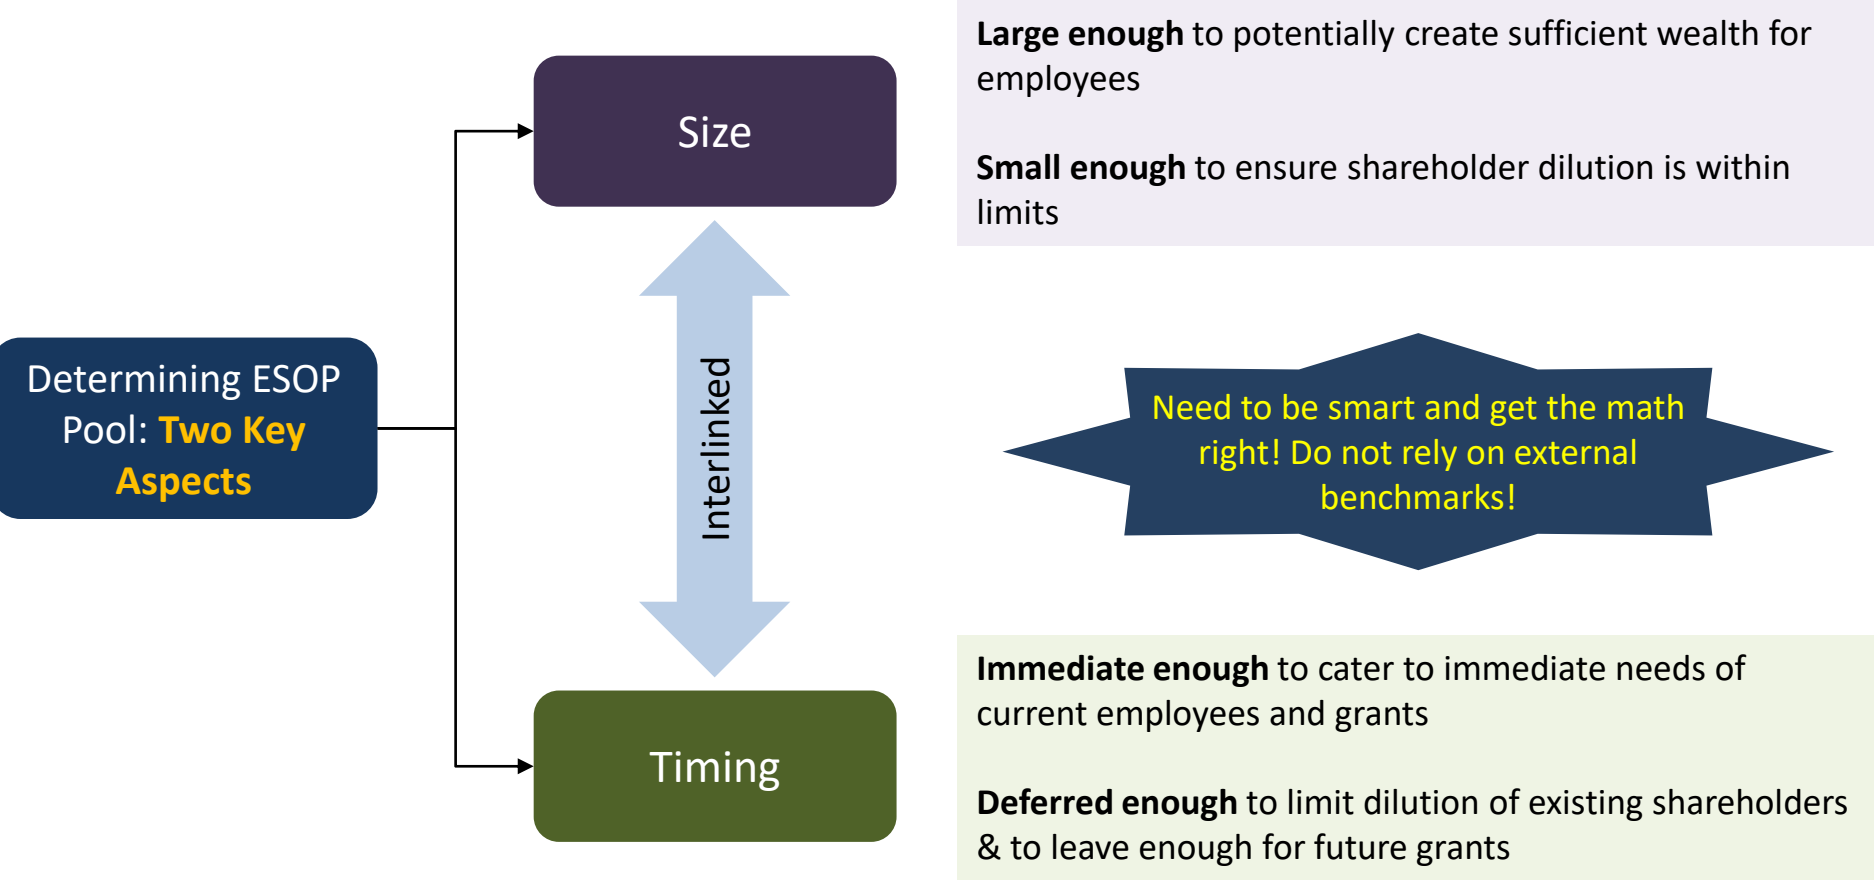 Large enough to potentially create sufficient wealth for
employees
Small enough to ensure shareholder dilution is within
limits
Size
Determining ESOP
Pool: Two Key
Aspects
Interlinked
Need to be smart and get the math
right! Do not rely on external
benchmarks!
Timing
Immediate enough to cater to immediate needs of
current employees and grants
Deferred enough to limit dilution of existing shareholders
& to leave enough for future grants